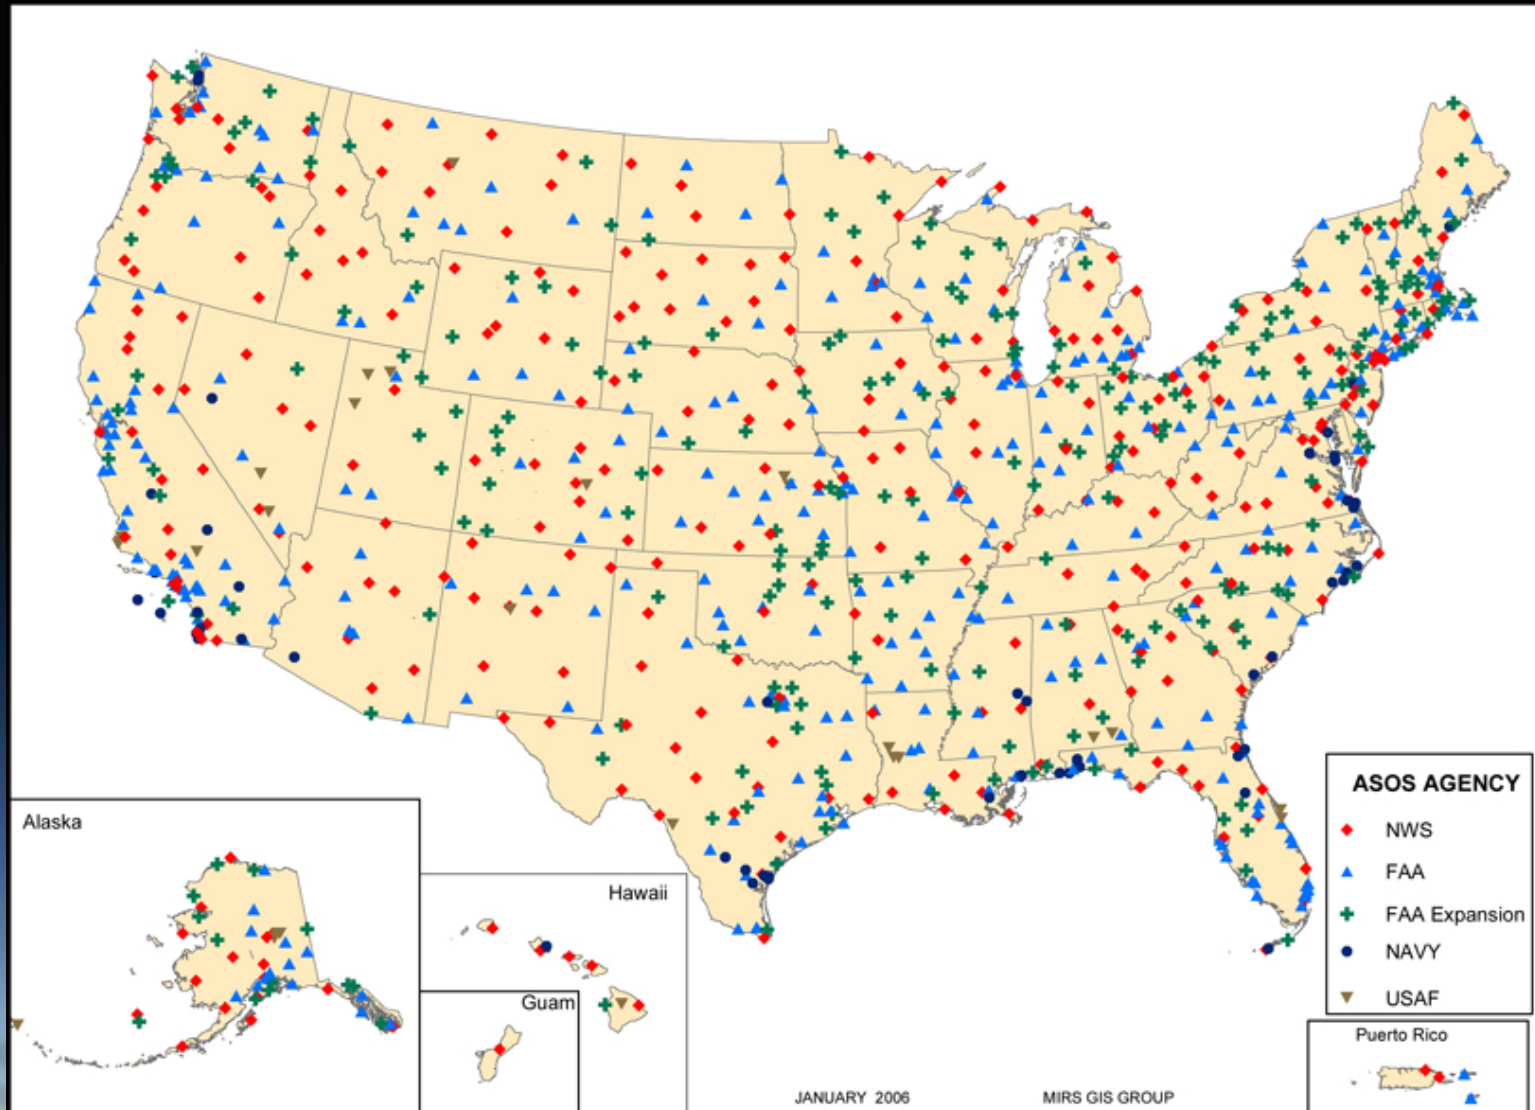 Alaska
Hawaii
Guam
ASOS AGENCY
NWS
FAA
FAA Expansion
NAVY
USAF
Puerto Rico
JANUARY 2006
MIRS GIS GROUP